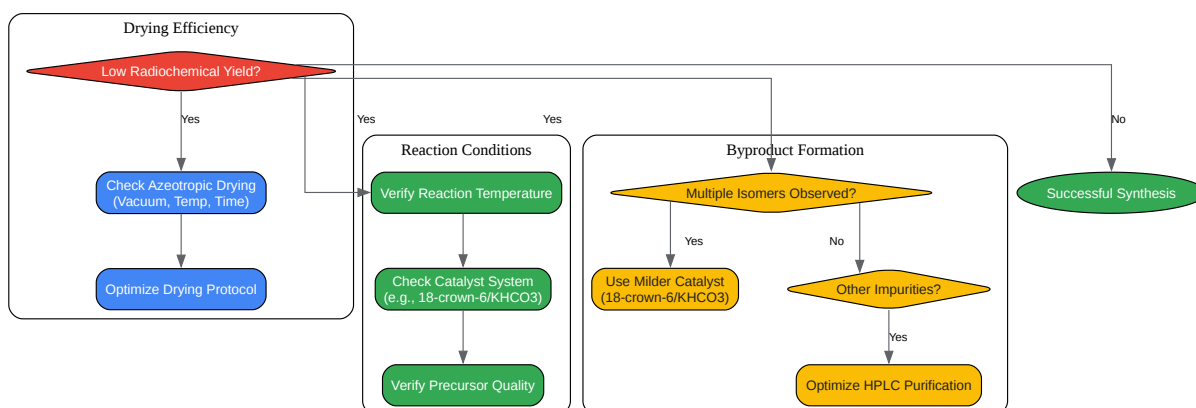 Drying Efficiency
Low Radiochemical Yield?
Yes
Yes
Yes
No
Check Azeotropic Drying
(Vacuum, Temp, Time)
Optimize Drying Protocol
Reaction Conditions
Verify Reaction Temperature
Check Catalyst System
(e.g., 18-crown-6/KHCO3)
Verify Precursor Quality
Byproduct Formation
Multiple Isomers Observed?
Yes
No
Use Milder Catalyst
(18-crown-6/KHCO3)
Other Impurities?
Yes
Optimize HPLC Purification
Successful Synthesis